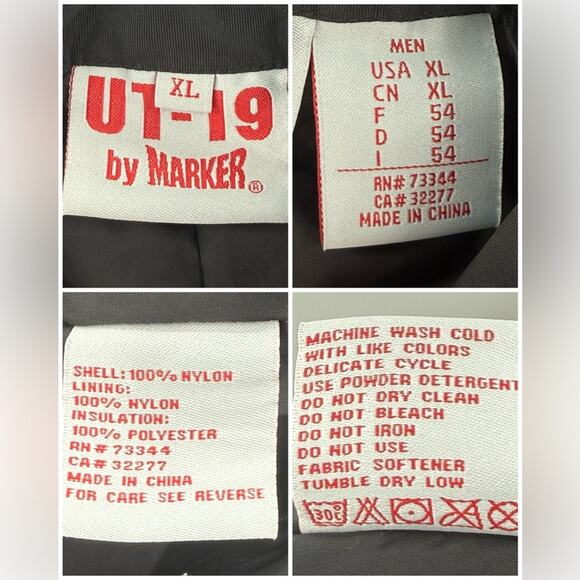 XL
UT-19
by MARKER®
MEN
USA XL
CN XL
F 54
D 54
I 54
RN# 73344
CA# 32277
MADE IN CHINA
SHELL: 100% NYLON
LINING:
100% NYLON
INSULATION:
100% POLYESTER
RN# 73344
CA# 32277
MADE IN CHINA
FOR CARE SEE REVERSE
MACHINE WASH COLD
WITH LIKE COLORS
DELICATE CYCLE
USE POWDER DETERGENT
DO NOT DRY CLEAN
DO NOT BLEACH
DO NOT IRON
DO NOT USE
FABRIC SOFTENER
TUMBLE DRY LOW
30°C